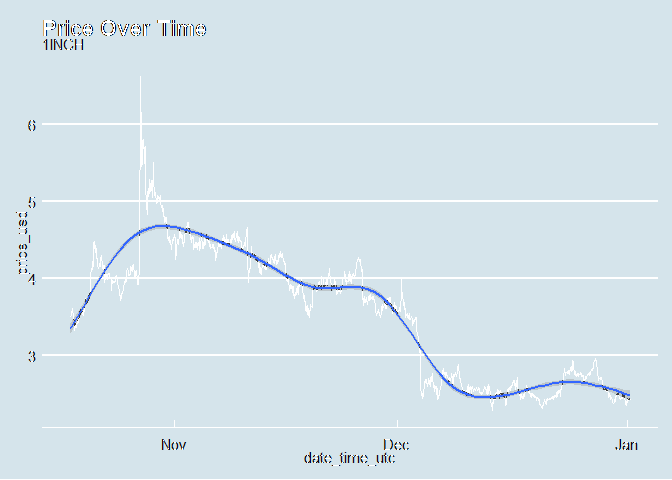 Price Over Time
1INCH
6
5
4
3
price_usd
Nov Dec Jan
date_time_utc